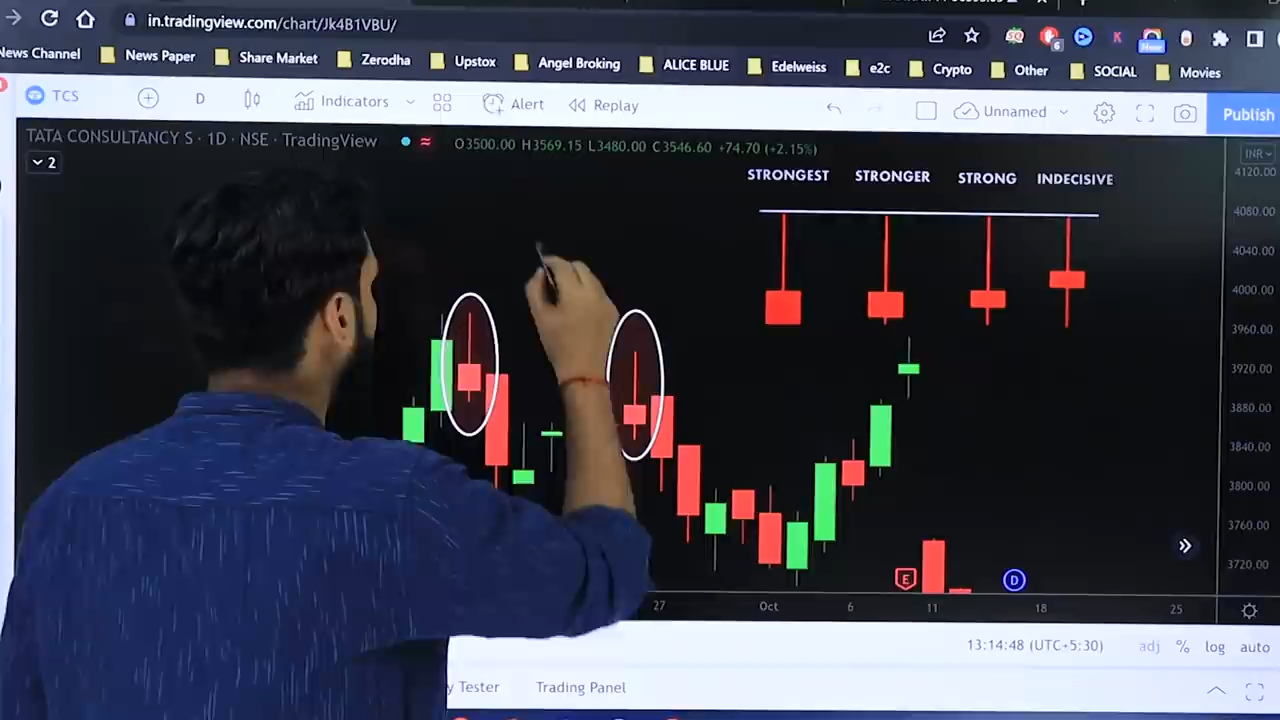 in.tradingview.com/chart/Jk4B1VBU/
News Channel News Paper Share Market Zerodha Upstox Angel Broking ALICE BLUE Edelweiss e2c Crypto Other SOCIAL Movies
TCS D Indicators Alert Replay Unnamed Publish
TATA CONSULTANCY S · 1D · NSE · TradingView O3500.00 H3569.15 L3480.00 C3546.60 +74.70 (+2.15%)
INR
2
STRONGEST STRONGER STRONG INDECISIVE
4120.00
4080.00
4040.00
4000.00
3960.00
3920.00
3880.00
3840.00
3800.00
3760.00
3720.00
E D
27 Oct 6 11 18 25
13:14:48 (UTC+5:30) adj % log auto
y Tester Trading Panel